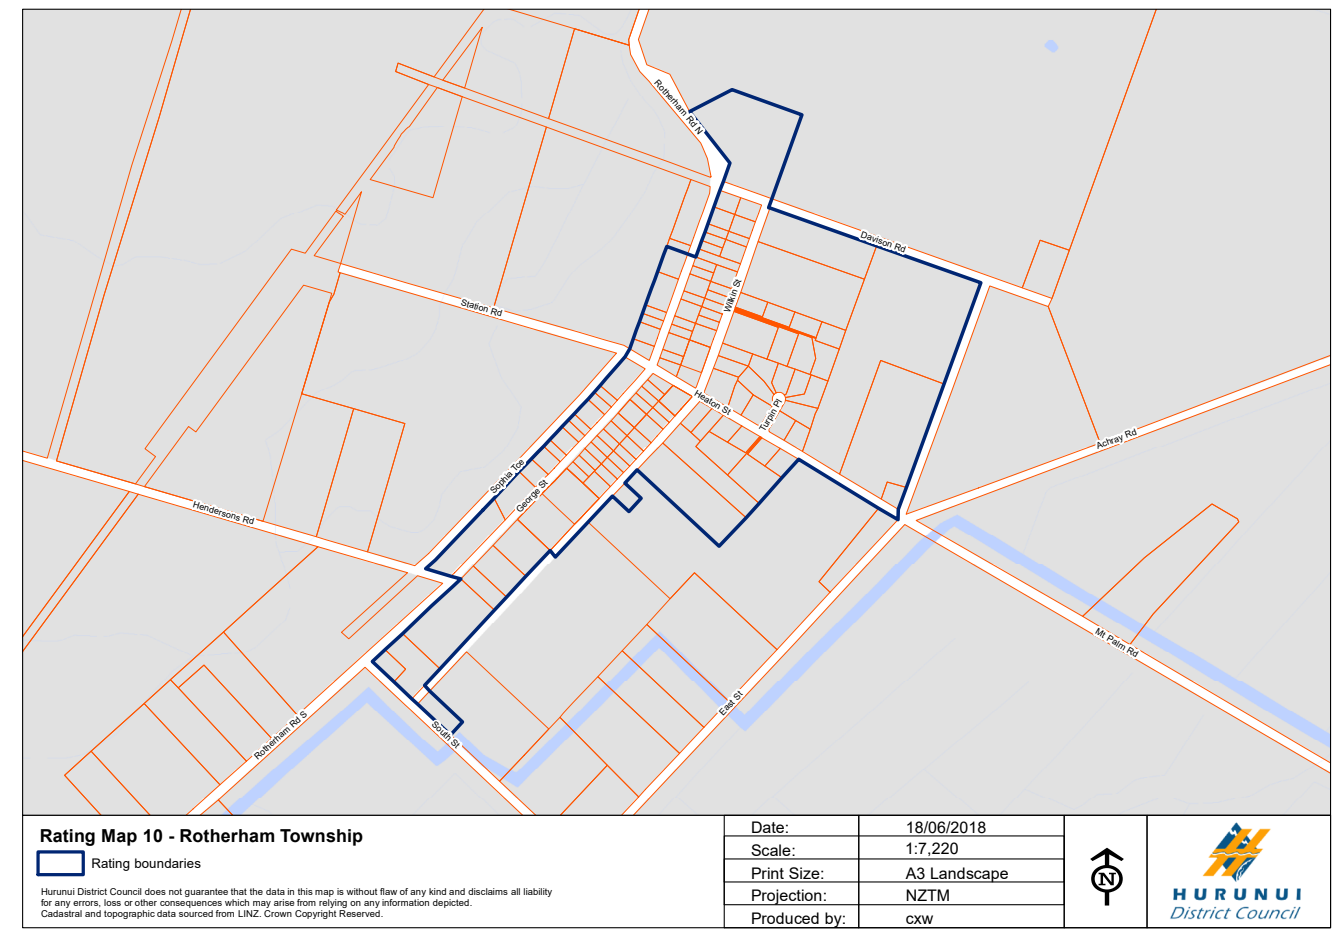 Rotherham Rd N
Davison Rd
Station Rd
Wilkin St
Heaton St
Turpin Pl
Achray Rd
Sophia Tce
George St
Hendersons Rd
Mt Palm Rd
East St
Rotherham Rd S
South St
Rating Map 10 - Rotherham Township
Rating boundaries
Hurunui District Council does not guarantee that the data in this map is without flaw of any kind and disclaims all liability
for any errors, loss or other consequences which may arise from relying on any information depicted.
Cadastral and topographic data sourced from LINZ. Crown Copyright Reserved.
Date: 18/06/2018
Scale: 1:7,220
Print Size: A3 Landscape
Projection: NZTM
Produced by: cxw
N
HURUNUI
District Council